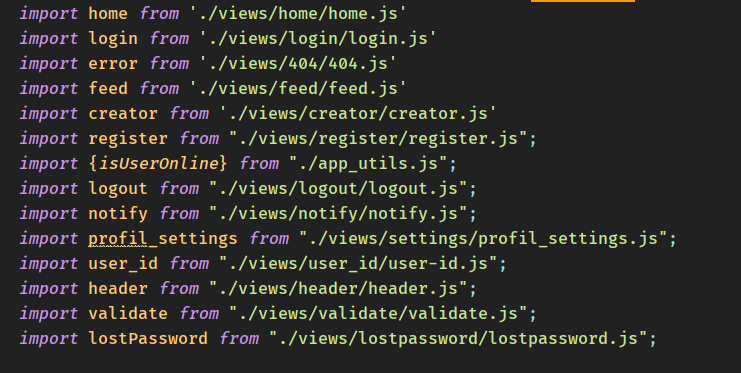 import home from './views/home/home.js'
import login from './views/login/login.js'
import error from './views/404/404.js'
import feed from './views/feed/feed.js'
import creator from './views/creator/creator.js'
import register from "./views/register/register.js";
import {isUserOnline} from "./app_utils.js";
import logout from "./views/logout/logout.js";
import notify from "./views/notify/notify.js";
import profil_settings from "./views/settings/profil_settings.js";
import user_id from "./views/user_id/user-id.js";
import header from "./views/header/header.js";
import validate from "./views/validate/validate.js";
import lostPassword from "./views/lostpassword/lostpassword.js";